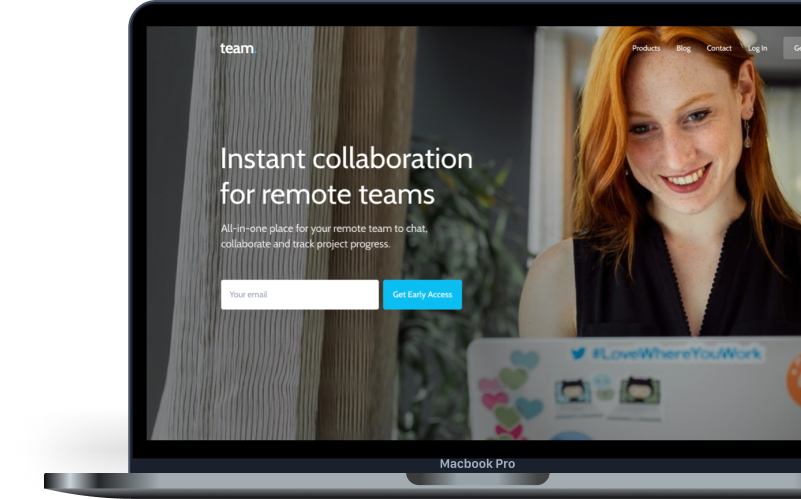 team.
Products Blog Contact Log In
Instant collaboration
for remote teams
All-in-one place for your remote team to chat,
collaborate and track project progress.
Your email Get Early Access
#LoveWhereYouWork
Macbook Pro